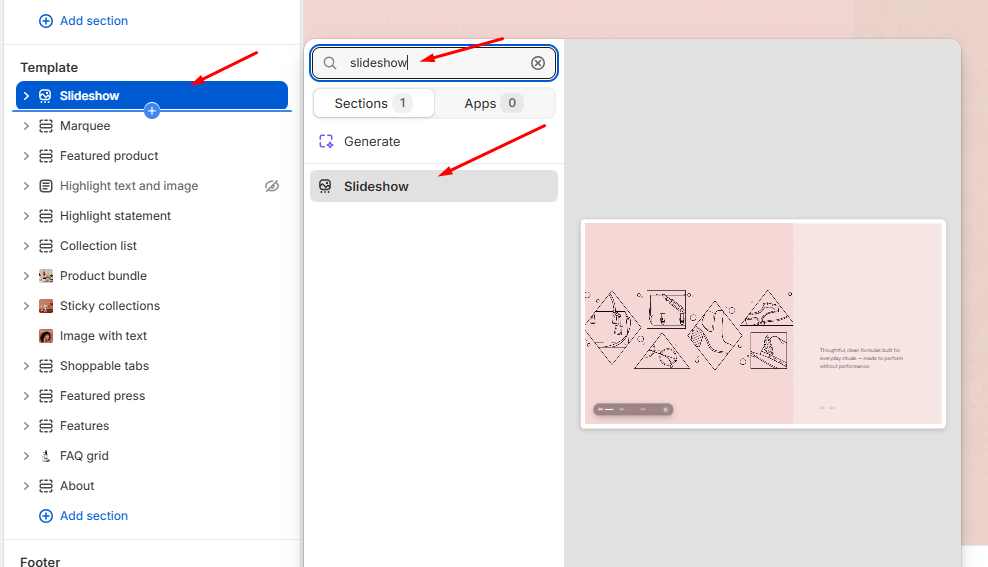 Add section
Template
Slideshow
Marquee
Featured product
Highlight text and image
Highlight statement
Collection list
Product bundle
Sticky collections
Image with text
Shoppable tabs
Featured press
Features
FAQ grid
About
Add section
Footer
slideshow
Sections 1
Apps 0
Generate
Slideshow
Thoughtful, clean formulas built for
everyday rituals — made to perform
without performance.